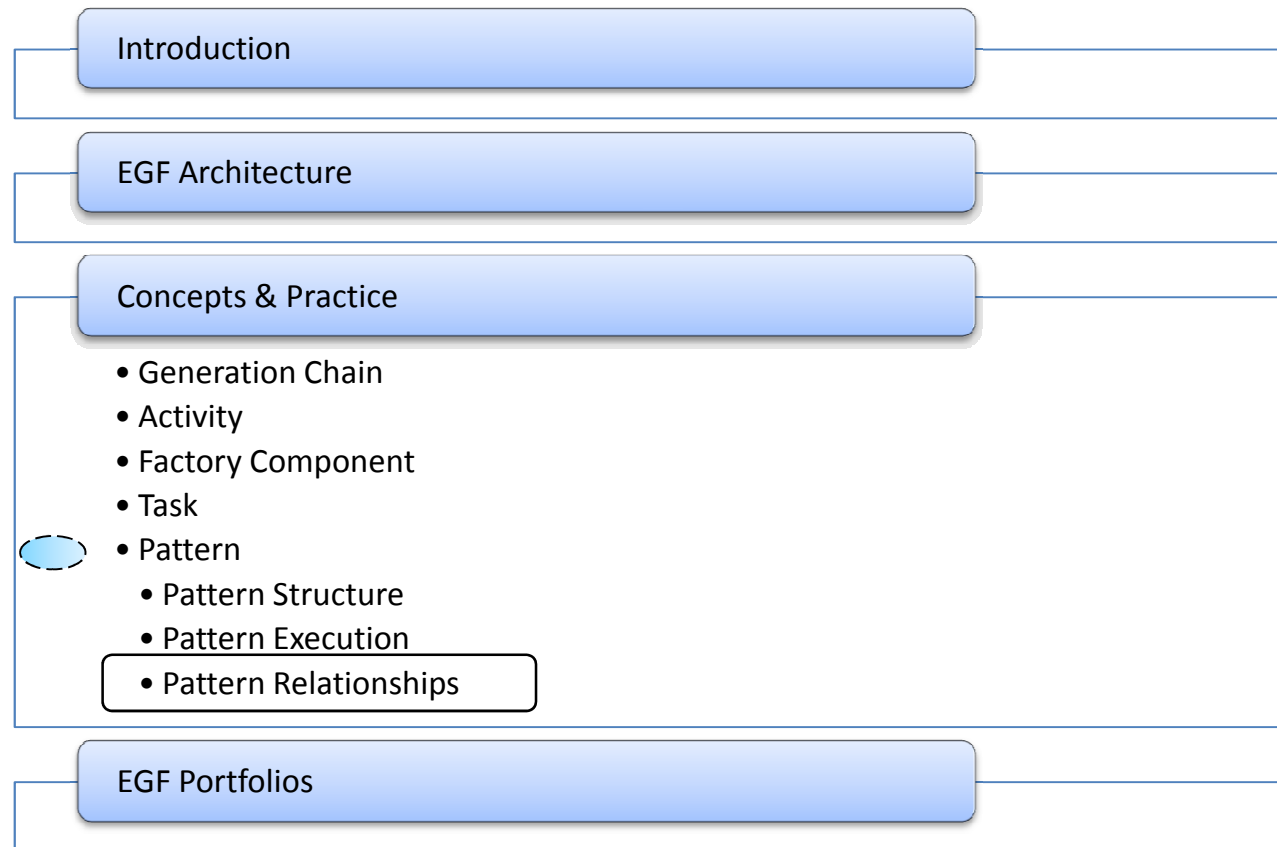 Introduction
EGF Architecture
Concepts & Practice
• Generation Chain
• Activity
• Factory Component
• Task
• Pattern
• Pattern Structure
• Pattern Execution
• Pattern Relationships
EGF Portfolios